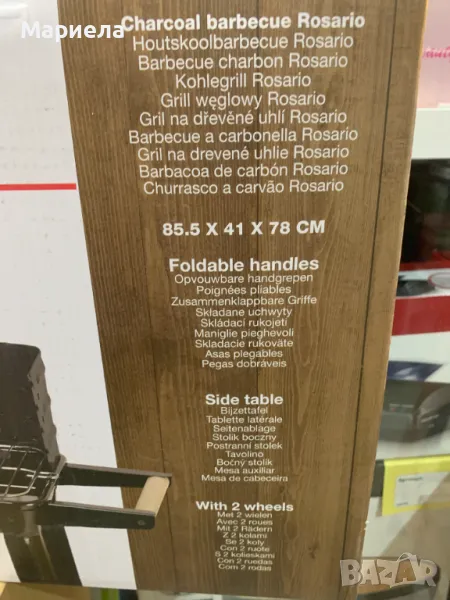 Мариела
Charcoal barbecue Rosario
Houtskoolbarbecue Rosario
Barbecue charbon Rosario
Kohlegrill Rosario
Grill węglowy Rosario
Gril na dřevěné uhlí Rosario
Barbecue a carbonella Rosario
Gril na drevené uhlie Rosario
Barbacoa de carbón Rosario
Churrasco a carvão Rosario
85.5 X 41 X 78 CM
Foldable handles
Opvouwbare handgrepen
Poignées pliables
Zusammenklappbare Griffe
Składane uchwyty
Skládací rukojeti
Maniglie pieghevoli
Skladacie rukoväte
Asas plegables
Pegas dobráveis
Side table
Bijzettafel
Tablette latérale
Seitenablage
Stolik boczny
Postranní stolek
Tavolino
Bočný stolík
Mesa auxiliar
Mesa de cabeceira
With 2 wheels
Met 2 wielen
Avec 2 roues
Mit 2 Rädern
Z 2 kołami
Se 2 koly
Con 2 ruote
S 2 kolieskami
Con 2 ruedas
Com 2 rodas
BAZAR